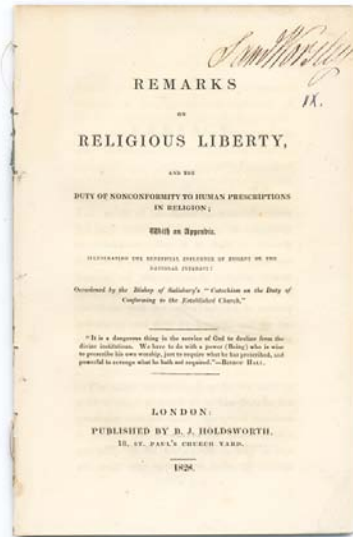 Saml Worsley
IX.
REMARKS
ON
RELIGIOUS LIBERTY,
AND THE
DUTY OF NONCONFORMITY TO HUMAN PRESCRIPTIONS
IN RELIGION;
With an Appendix.
ILLUSTRATING THE BENEFICIAL INFLUENCE OF DISSENT ON THE
NATIONAL INTERESTS:
Occasioned by the Bishop of Salisbury's "Catechism on the Duty of
Conforming to the Established Church."
"It is a dangerous thing in the service of God to decline from the
divine institutions. We have to do with a power (Being) who is wise
to prescribe his own worship, just to require what he has prescribed, and
powerful to revenge what he hath not required."—BISHOP HALL.
LONDON:
PUBLISHED BY B. J. HOLDSWORTH,
18, ST. PAUL'S CHURCH YARD.
1828.